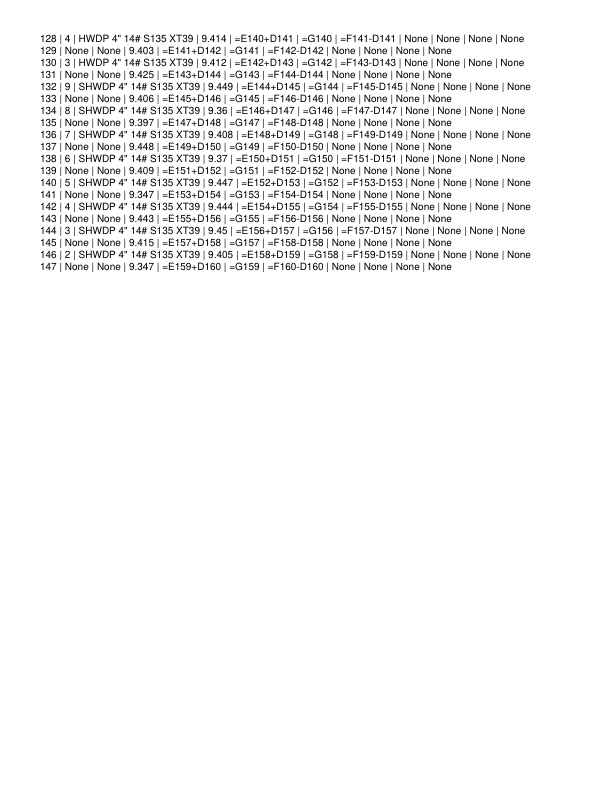 128 | 4 | HWDP 4" 14# S135 XT39 | 9.414 | =E140+D141 | =G140 | =F141-D141 | None | None | None | None
129 | None | None | 9.403 | =E141+D142 | =G141 | =F142-D142 | None | None | None | None
130 | 3 | HWDP 4" 14# S135 XT39 | 9.412 | =E142+D143 | =G142 | =F143-D143 | None | None | None | None
131 | None | None | 9.425 | =E143+D144 | =G143 | =F144-D144 | None | None | None | None
132 | 9 | SHWDP 4" 14# S135 XT39 | 9.449 | =E144+D145 | =G144 | =F145-D145 | None | None | None | None
133 | None | None | 9.406 | =E145+D146 | =G145 | =F146-D146 | None | None | None | None
134 | 8 | SHWDP 4" 14# S135 XT39 | 9.36 | =E146+D147 | =G146 | =F147-D147 | None | None | None | None
135 | None | None | 9.397 | =E147+D148 | =G147 | =F148-D148 | None | None | None | None
136 | 7 | SHWDP 4" 14# S135 XT39 | 9.408 | =E148+D149 | =G148 | =F149-D149 | None | None | None | None
137 | None | None | 9.448 | =E149+D150 | =G149 | =F150-D150 | None | None | None | None
138 | 6 | SHWDP 4" 14# S135 XT39 | 9.37 | =E150+D151 | =G150 | =F151-D151 | None | None | None | None
139 | None | None | 9.409 | =E151+D152 | =G151 | =F152-D152 | None | None | None | None
140 | 5 | SHWDP 4" 14# S135 XT39 | 9.447 | =E152+D153 | =G152 | =F153-D153 | None | None | None | None
141 | None | None | 9.347 | =E153+D154 | =G153 | =F154-D154 | None | None | None | None
142 | 4 | SHWDP 4" 14# S135 XT39 | 9.444 | =E154+D155 | =G154 | =F155-D155 | None | None | None | None
143 | None | None | 9.443 | =E155+D156 | =G155 | =F156-D156 | None | None | None | None
144 | 3 | SHWDP 4" 14# S135 XT39 | 9.45 | =E156+D157 | =G156 | =F157-D157 | None | None | None | None
145 | None | None | 9.415 | =E157+D158 | =G157 | =F158-D158 | None | None | None | None
146 | 2 | SHWDP 4" 14# S135 XT39 | 9.405 | =E158+D159 | =G158 | =F159-D159 | None | None | None | None
147 | None | None | 9.347 | =E159+D160 | =G159 | =F160-D160 | None | None | None | None